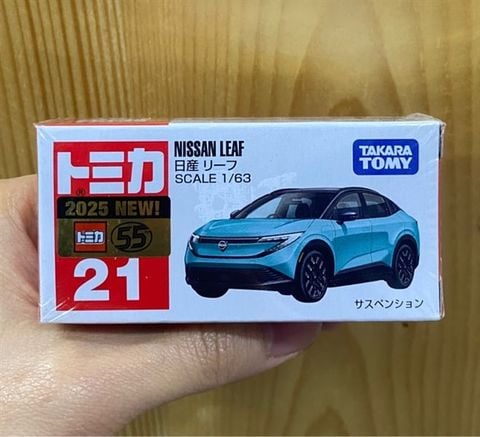 トミカ
®
2025 NEW!
トミカ 55
21
NISSAN LEAF
日産 リーフ
SCALE 1/63
TAKARA
TOMY
サスペンション